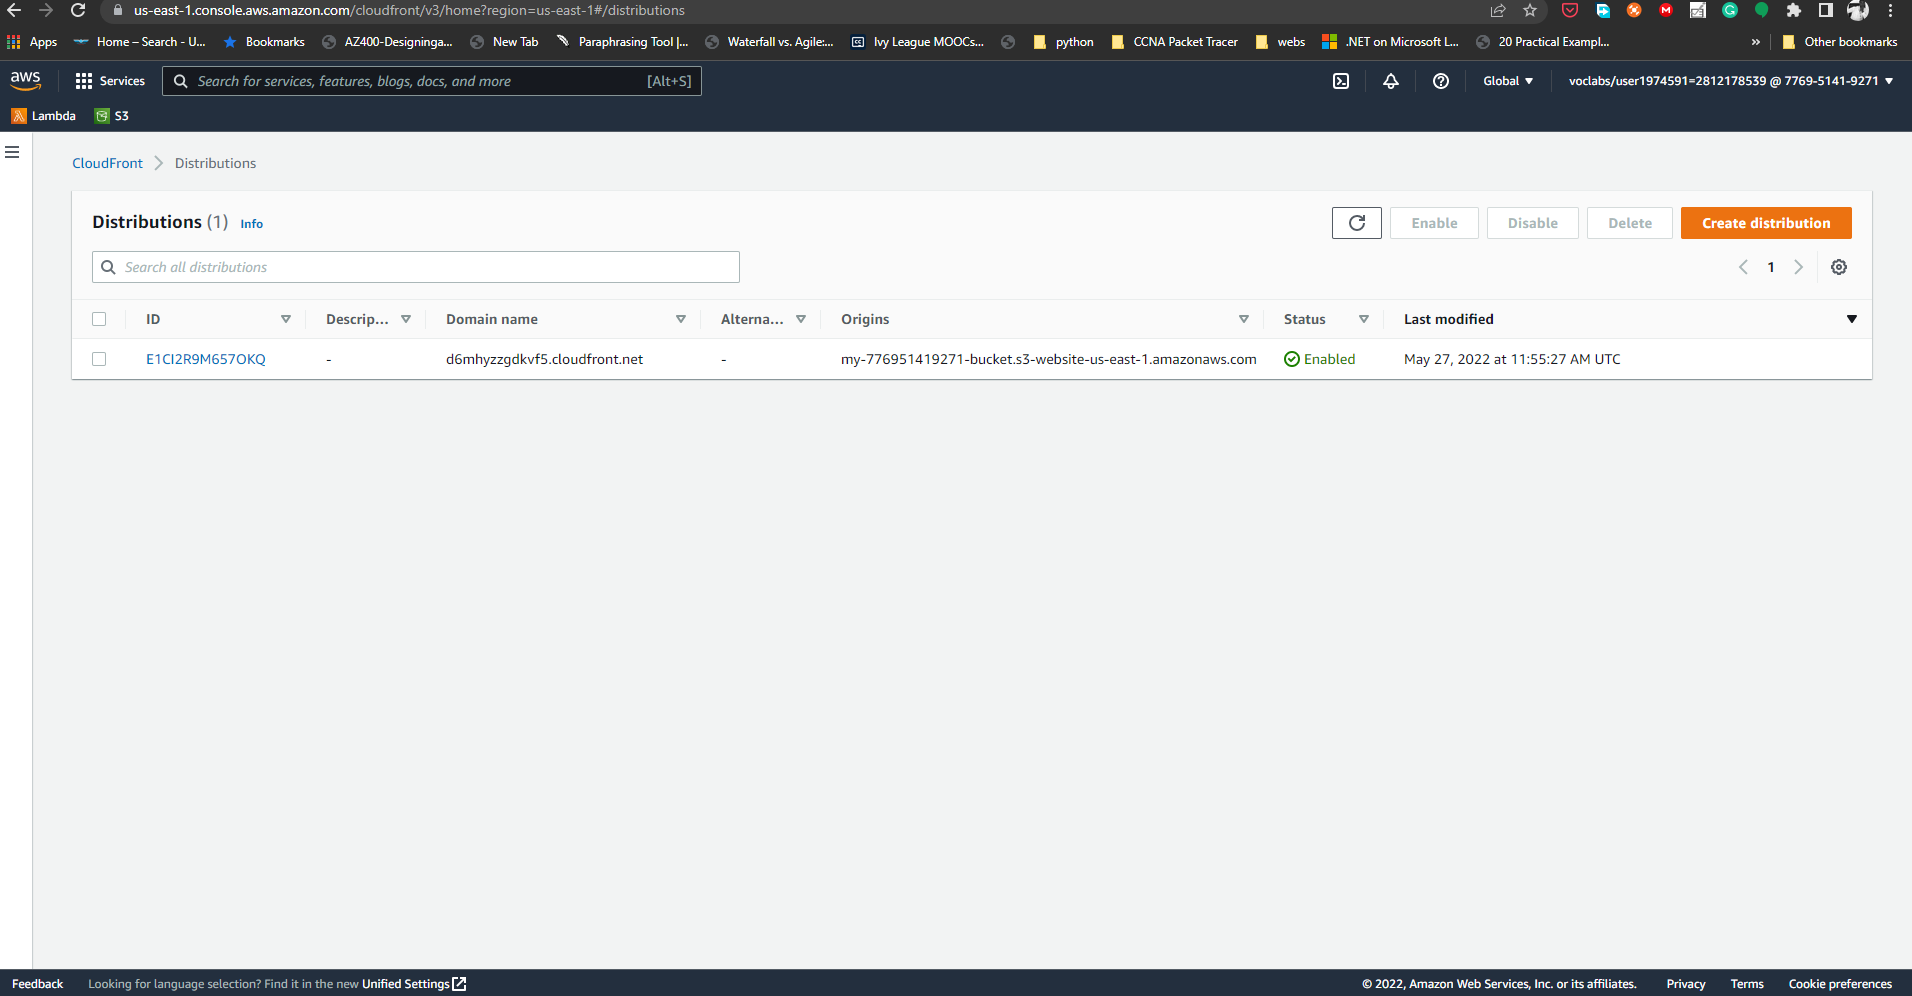 us-east-1.console.aws.amazon.com/cloudfront/v3/home?region=us-east-1#/distributions
Apps Home – Search - U... Bookmarks AZ400-Designinga... New Tab Paraphrasing Tool |... Waterfall vs. Agile:... Ivy League MOOCs... python CCNA Packet Tracer webs .NET on Microsoft L... 20 Practical Exampl... » Other bookmarks
aws Services Search for services, features, blogs, docs, and more [Alt+S] Global voclabs/user1974591=2812178539 @ 7769-5141-9271
Lambda S3
CloudFront Distributions
Distributions (1) Info Enable Disable Delete Create distribution
Search all distributions 1
ID Descrip... Domain name Alterna... Origins Status Last modified
E1CI2R9M657OKQ - d6mhyzzgdkvf5.cloudfront.net - my-776951419271-bucket.s3-website-us-east-1.amazonaws.com Enabled May 27, 2022 at 11:55:27 AM UTC
Feedback Looking for language selection? Find it in the new Unified Settings © 2022, Amazon Web Services, Inc. or its affiliates. Privacy Terms Cookie preferences